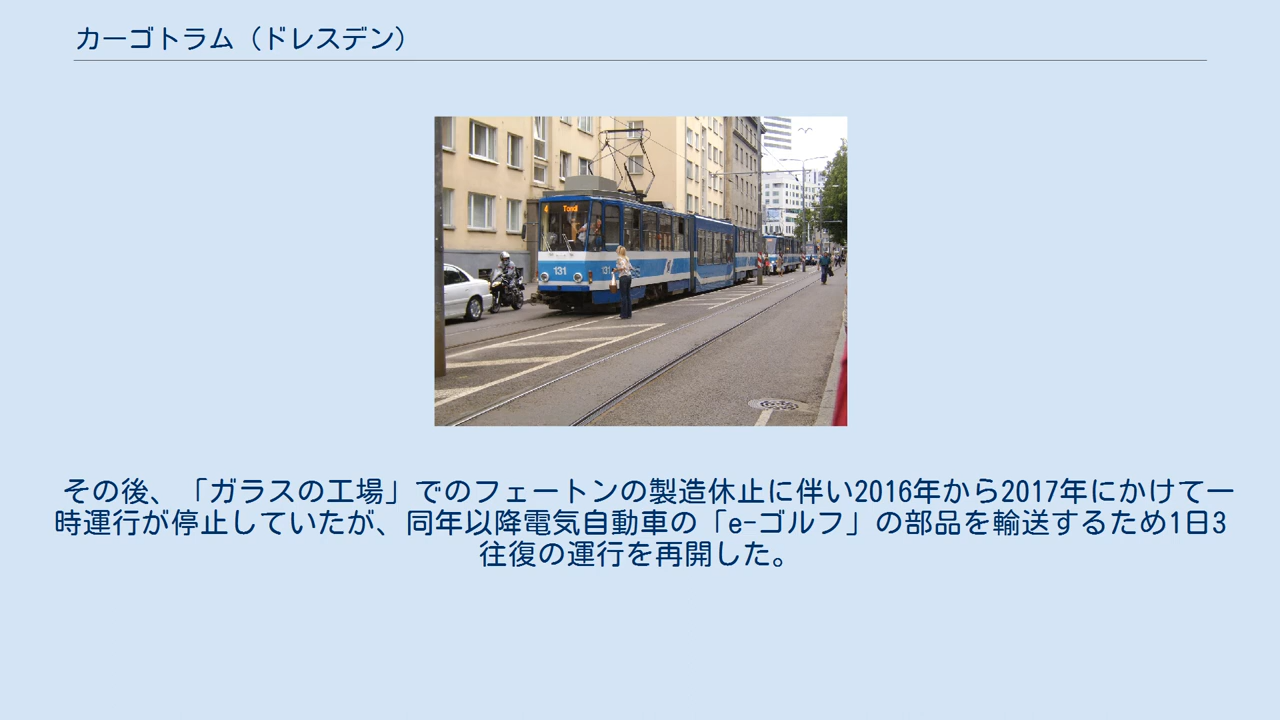 カーゴトラム（ドレスデン）
Tondi
131
131
その後、「ガラスの工場」でのフェートンの製造休止に伴い2016年から2017年にかけて一
時運行が停止していたが、同年以降電気自動車の「e-ゴルフ」の部品を輸送するため1日3
往復の運行を再開した。